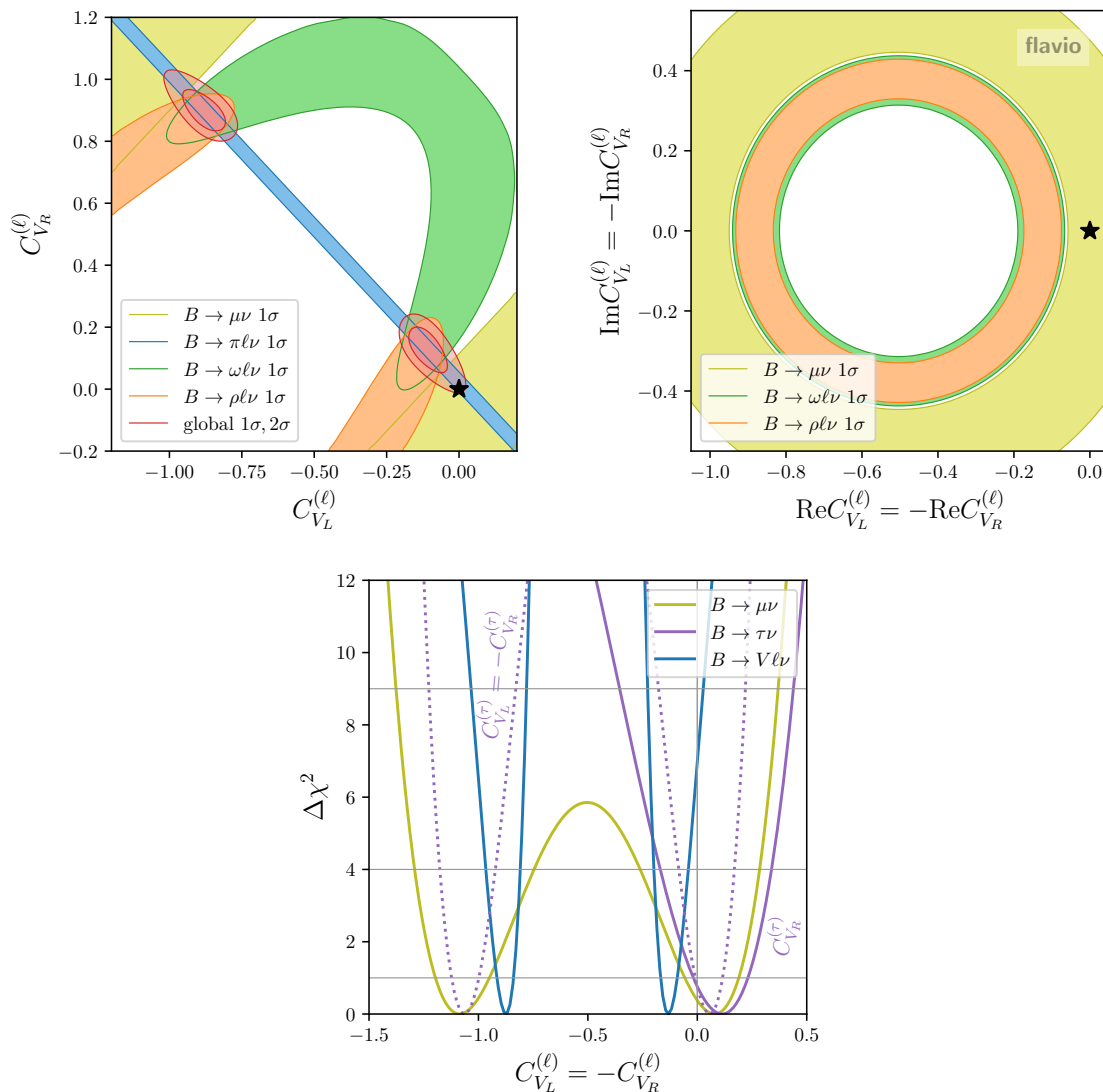 1.2
1.0
0.8
0.6
0.4
0.2
0.0
−0.2
−1.00 −0.75 −0.50 −0.25 0.00
C_{V_R}^{(ℓ)}
C_{V_L}^{(ℓ)}
B → μν 1σ
B → πℓν 1σ
B → ωℓν 1σ
B → ρℓν 1σ
global 1σ, 2σ
flavio
0.4
0.2
0.0
−0.2
−0.4
−1.0 −0.8 −0.6 −0.4 −0.2 0.0
ImC_{V_L}^{(ℓ)} = −ImC_{V_R}^{(ℓ)}
ReC_{V_L}^{(ℓ)} = −ReC_{V_R}^{(ℓ)}
B → μν 1σ
B → ωℓν 1σ
B → ρℓν 1σ
12
10
8
6
4
2
0
−1.5 −1.0 −0.5 0.0 0.5
Δχ²
C_{V_L}^{(ℓ)} = −C_{V_R}^{(ℓ)}
B → μν
B → τν
B → Vℓν
C_{V_L}^{(τ)} = −C_{V_R}^{(τ)}
C_{V_R}^{(τ)}